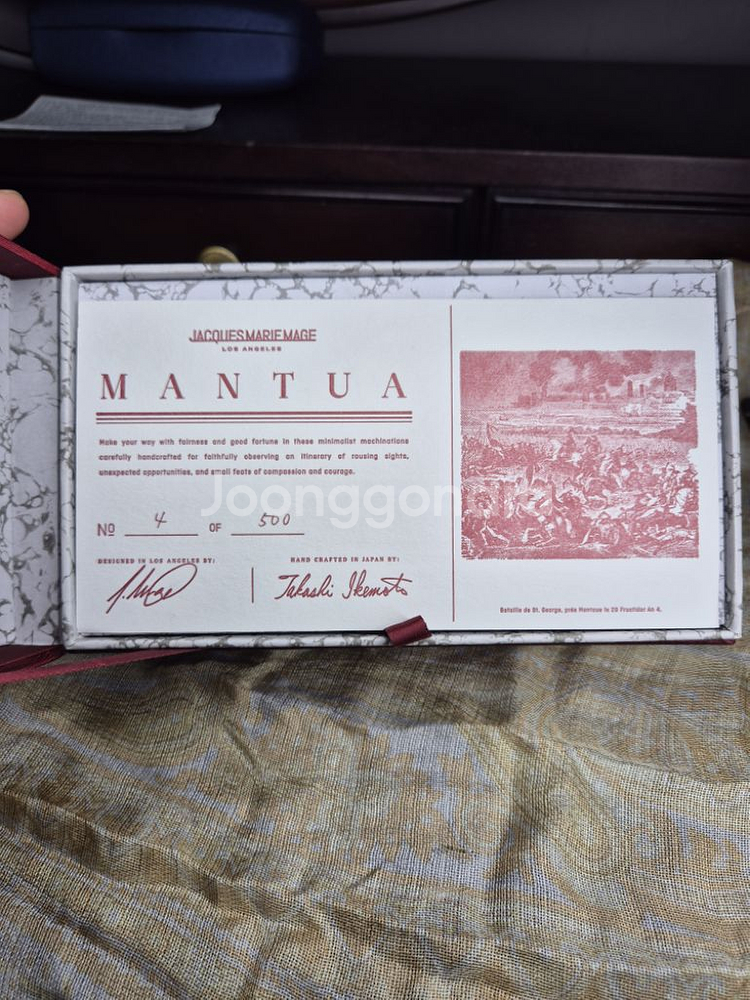 JACQUES MARIE MAGE
LOS ANGELES
MANTUA
Make your way with fairness and good fortune in these minimalist machinations
carefully handcrafted for faithfully observing an itinerary of rousing sights,
unexpected opportunities, and small feats of compassion and courage.
Joonggonara
No 4 OF 500
DESIGNED IN LOS ANGELES BY:
HAND CRAFTED IN JAPAN BY:
J. Mage
Takashi Ikemoto
Bataille de St. George, près Mantoue le 29 Fructidor An 4.